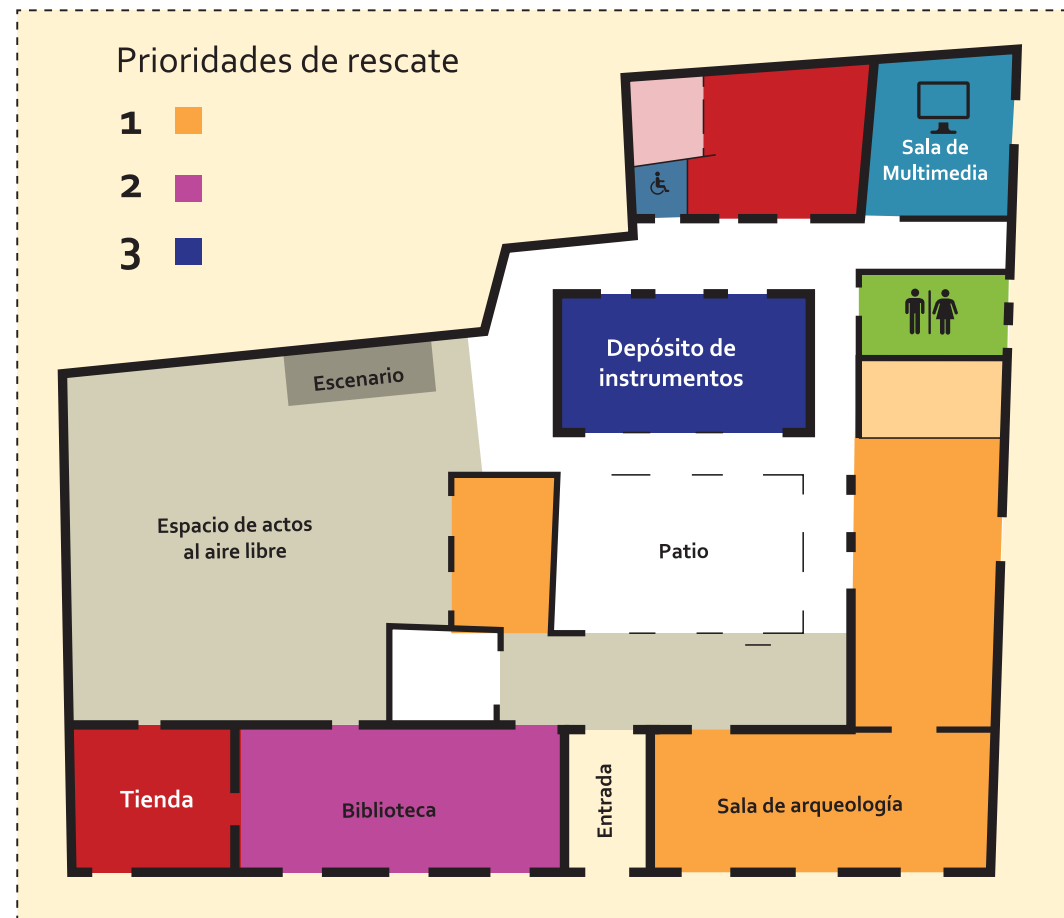 Prioridades de rescate
1
2
3
Sala de
Multimedia
Depósito de
instrumentos
Escenario
Espacio de actos
al aire libre
Patio
Tienda
Biblioteca
Entrada
Sala de arqueología